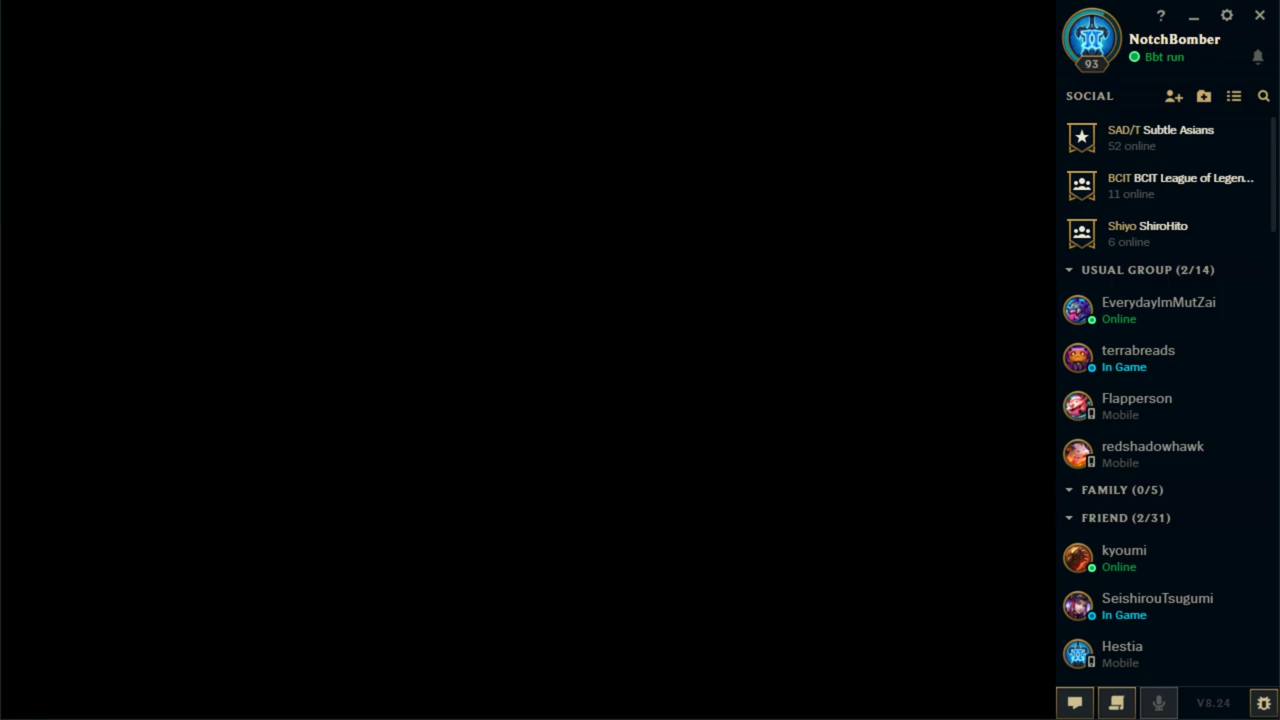 ?
93
NotchBomber
Bbt run
SOCIAL
SAD/T Subtle Asians
52 online
BCIT BCIT League of Legen...
11 online
Shiyo ShiroHito
6 online
USUAL GROUP (2/14)
EverydayImMutZai
Online
terrabreads
In Game
Flapperson
Mobile
redshadowhawk
Mobile
FAMILY (0/5)
FRIEND (2/31)
kyoumi
Online
SeishirouTsugumi
In Game
Hestia
Mobile
V8.24